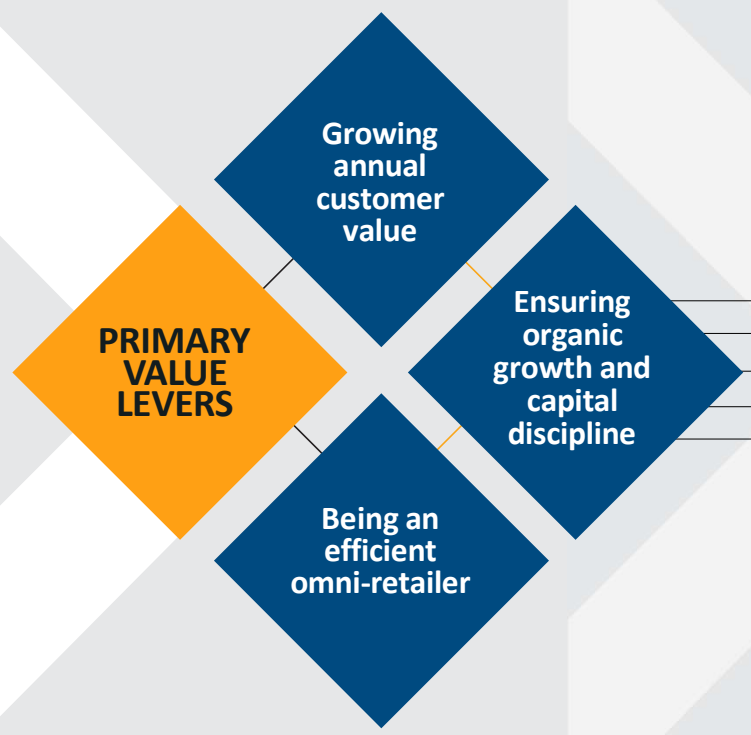 Growing
annual
customer
value
PRIMARY
VALUE
LEVERS
Ensuring
organic
growth and
capital
discipline
Being an
efficient
omni-retailer